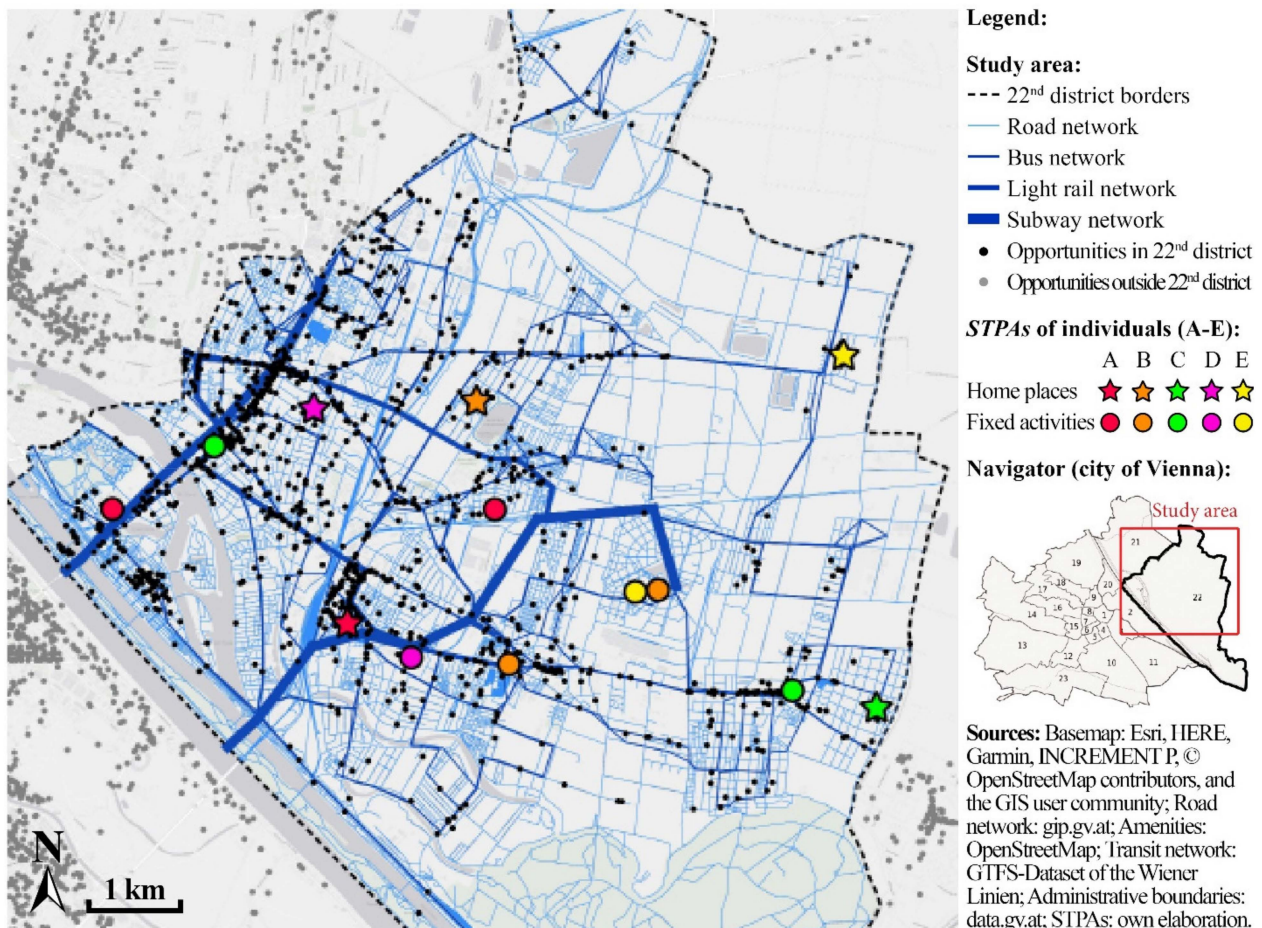 Legend:
Study area:
22nd district borders
Road network
Bus network
Light rail network
Subway network
Opportunities in 22nd district
Opportunities outside 22nd district
STPAs of individuals (A-E):
A B C D E
Home places
Fixed activities
Navigator (city of Vienna):
Study area
21
19
20
22
18
17
9
16
8
1
2
14
7
15
6
4
5
3
13
12
10
11
23
Sources: Basemap: Esri, HERE,
Garmin, INCREMENT P, ©
OpenStreetMap contributors, and
the GIS user community; Road
network: gip.gv.at; Amenities:
OpenStreetMap; Transit network:
GTFS-Dataset of the Wiener
Linien; Administrative boundaries:
data.gv.at; STPAs: own elaboration.
N
1 km